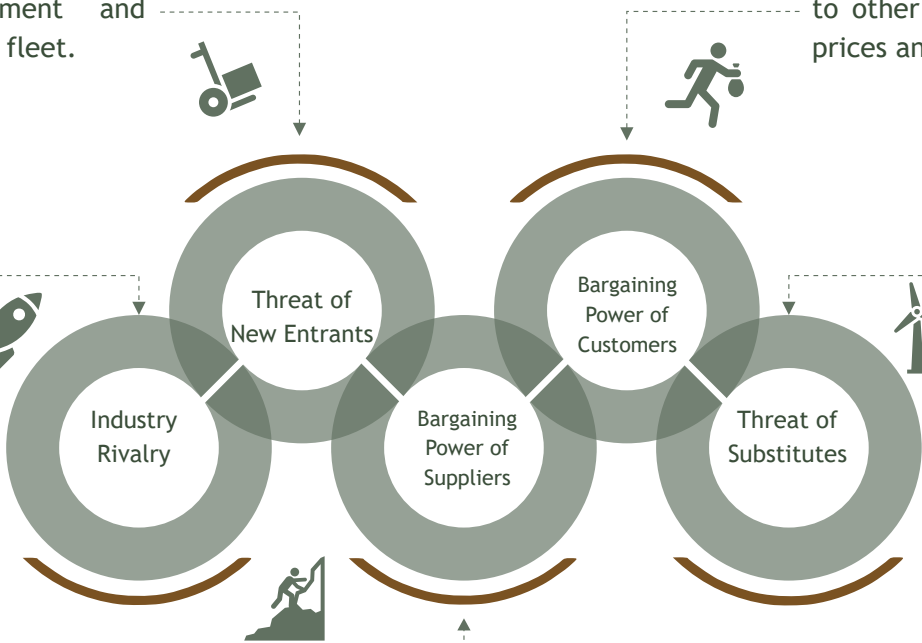 ment and
fleet.
to other
prices an
Threat of
New Entrants
Bargaining
Power of
Customers
Industry
Rivalry
Bargaining
Power of
Suppliers
Threat of
Substitutes